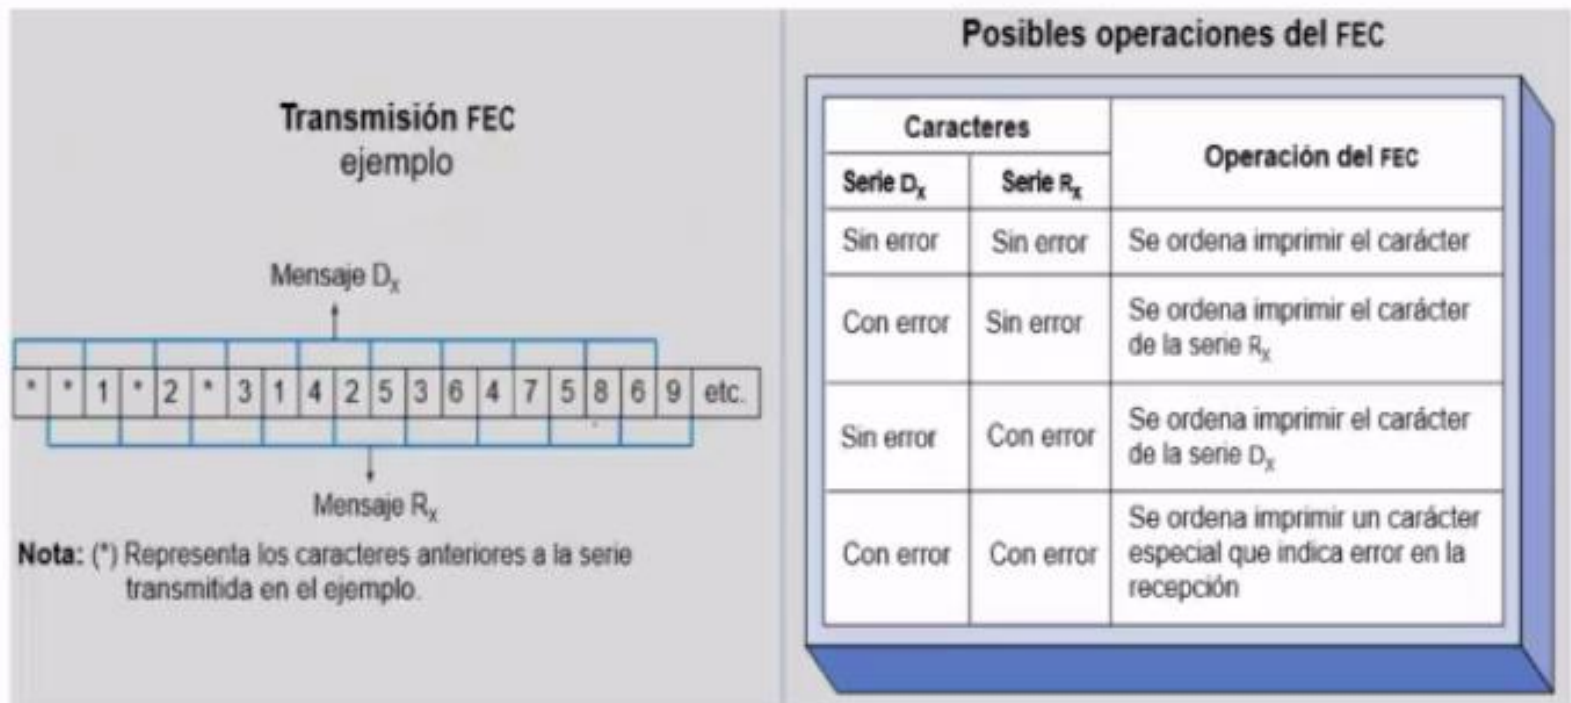 Transmisión FEC
ejemplo
Mensaje Dx
* * 1 * 2 * 3 1 4 2 5 3 6 4 7 5 8 6 9 etc.
Mensaje Rx
Nota: (*) Representa los caracteres anteriores a la serie
transmitida en el ejemplo.
Posibles operaciones del FEC
Caracteres
Operación del FEC
Serie Dx
Serie Rx
Sin error
Sin error
Se ordena imprimir el carácter
Con error
Sin error
Se ordena imprimir el carácter
de la serie Rx
Sin error
Con error
Se ordena imprimir el carácter
de la serie Dx
Con error
Con error
Se ordena imprimir un carácter
especial que indica error en la
recepción